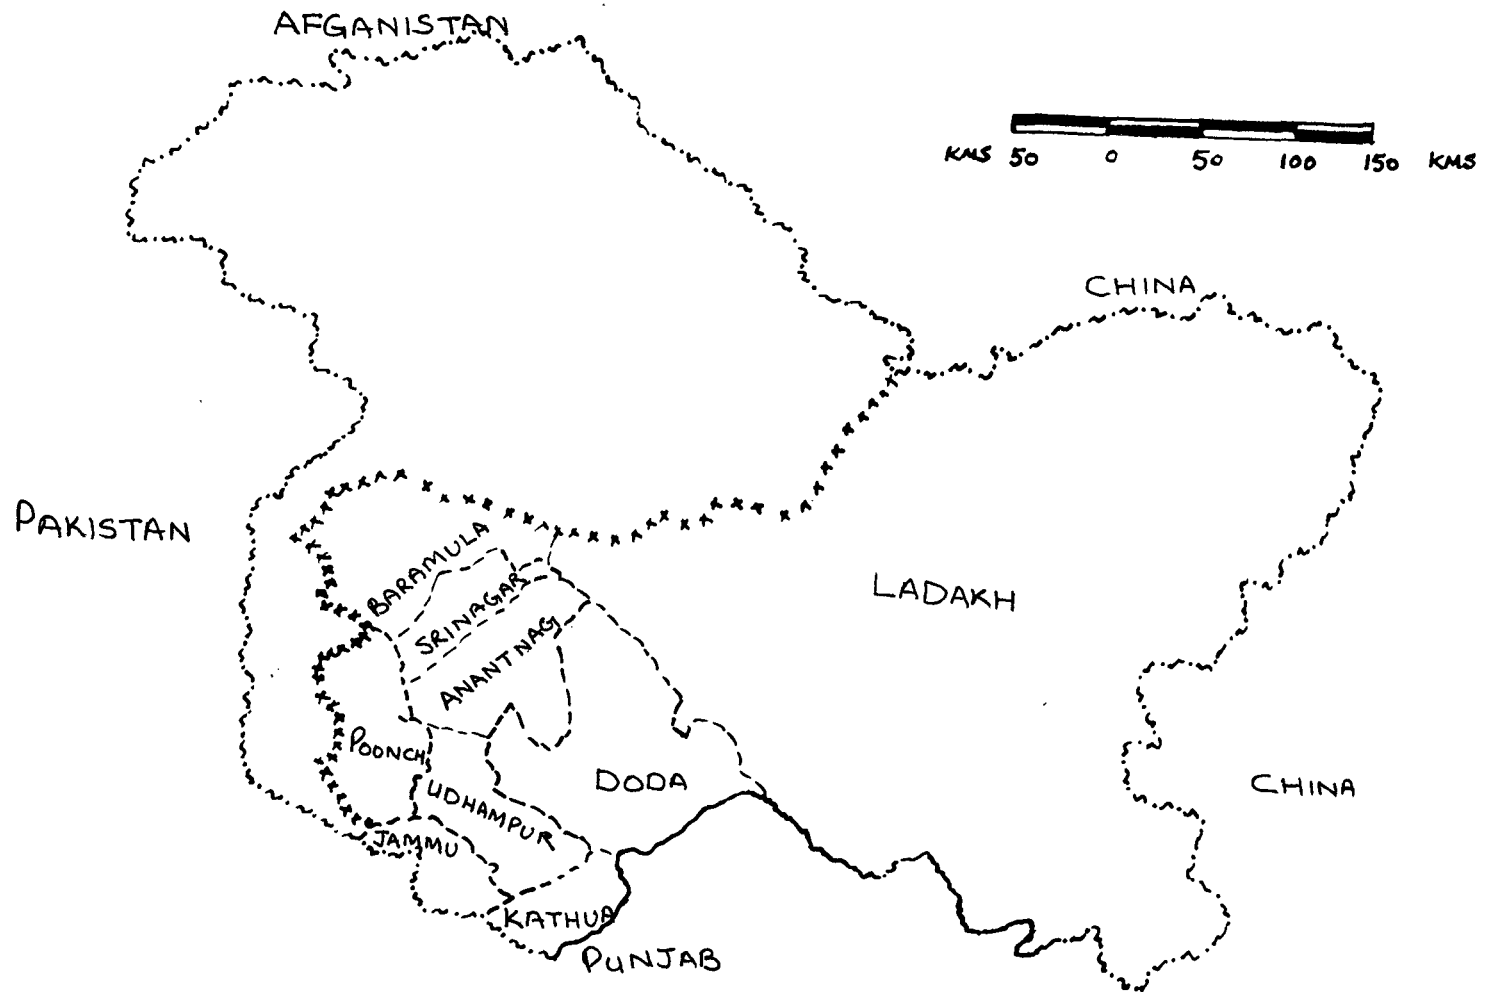 AFGANISTAN
KMS 50 0 50 100 150 KMS
CHINA
PAKISTAN
BARAMULA
LADAKH
SRINAGAR
ANANTNAG
POONCH
DODA
CHINA
UDHAMPUR
JAMMU
KATHUA
PUNJAB